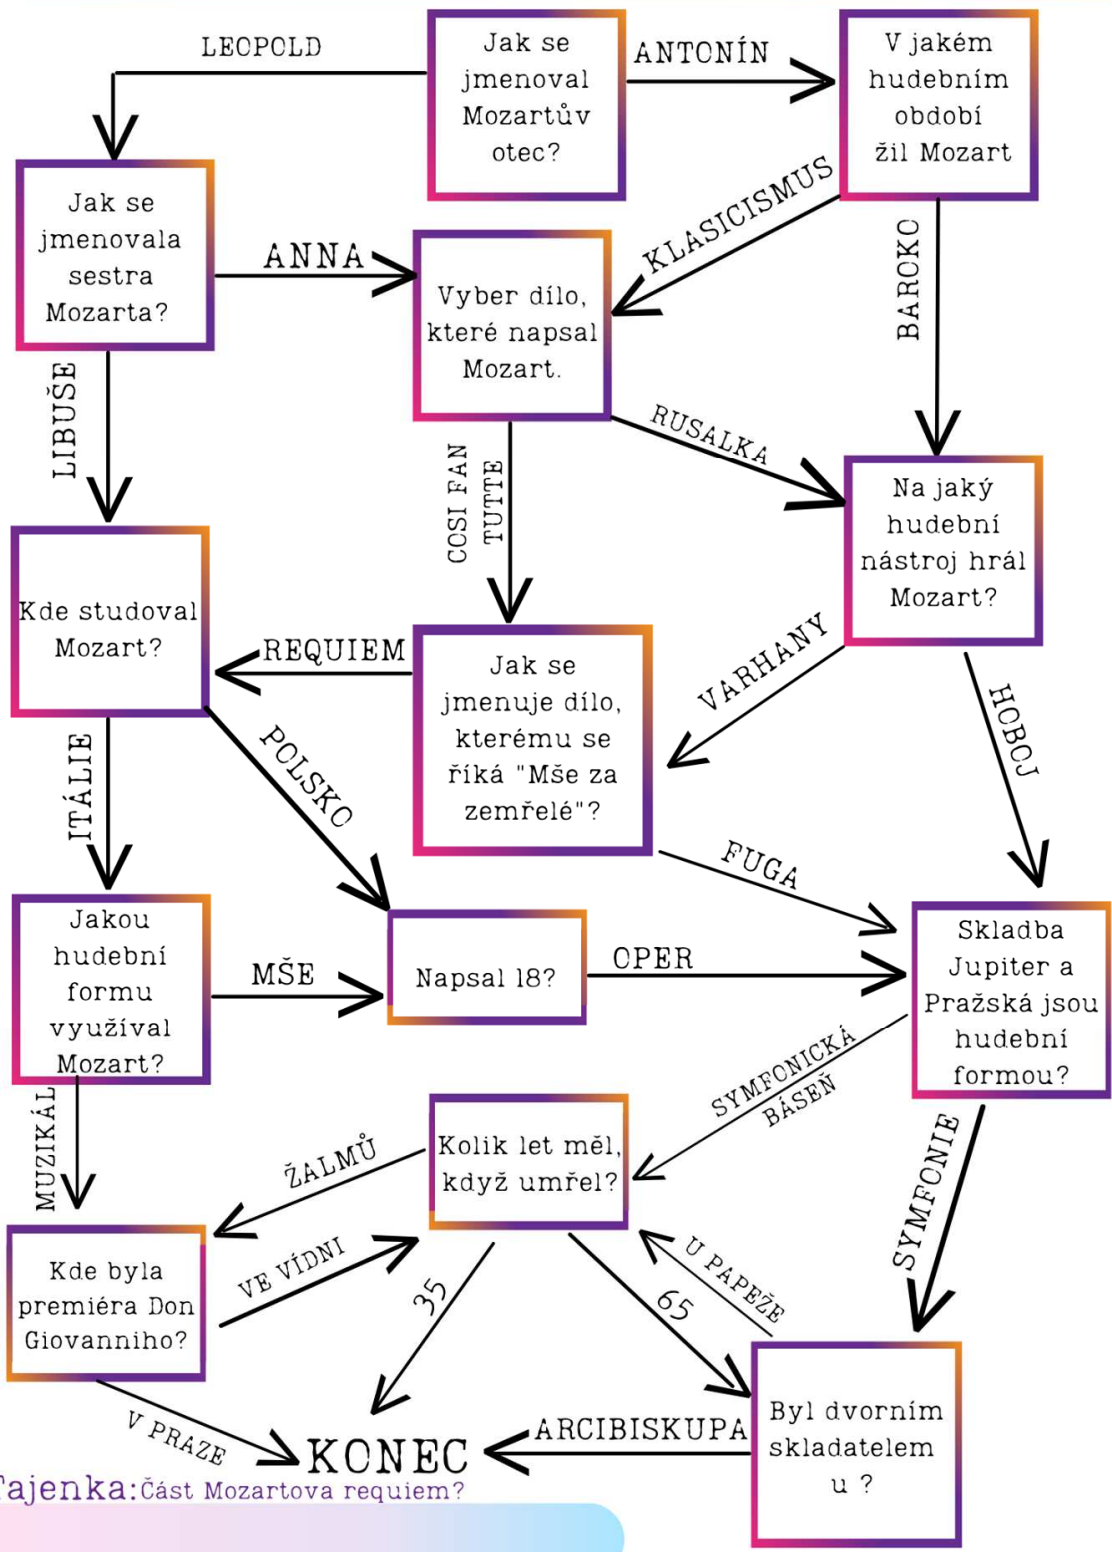 LEOPOLD
Jak se
jmenoval
Mozartův
otec?
ANTONÍN
V jakém
hudebním
období
žil Mozart
Jak se
jmenovala
sestra
Mozarta?
ANNA
KLASICISMUS
BAROKO
Vyber dílo,
které napsal
Mozart.
LIBUŠE
COSI FAN
TUTTE
RUSALKA
Na jaký
hudební
nástroj hrál
Mozart?
Kde studoval
Mozart?
REQUIEM
Jak se
jmenuje dílo,
kterému se
říká "Mše za
zemřelé"?
VARHANY
HOBOJ
ITÁLIE
POLSKO
FUGA
Jakou
hudební
formu
využíval
Mozart?
MŠE
Napsal 18?
OPER
Skladba
Jupiter a
Pražská jsou
hudební
formou?
MUZIKÁL
ŽALMŮ
Kolik let měl,
když umřel?
SYMFONICKÁ
BÁSEŇ
SYMFONIE
Kde byla
premiéra Don
Giovanniho?
VE VÍDNI
35
65
U PAPEŽE
V PRAZE
KONEC
ARCIBISKUPA
Byl dvorním
skladatelem
u ?
Tajenka: Část Mozartova requiem?